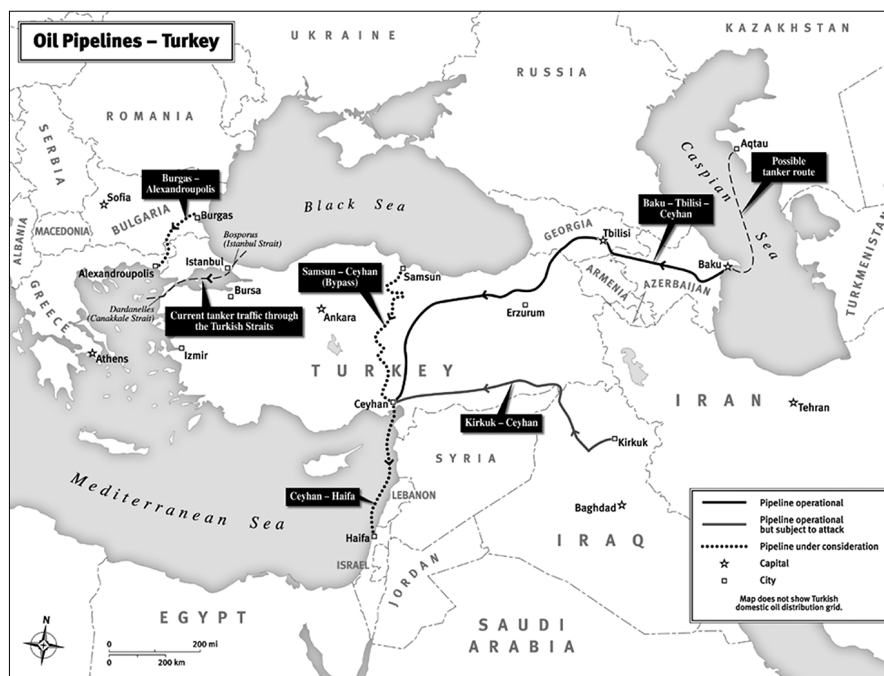 Oil Pipelines – Turkey
UKRAINE
KAZAKHSTAN
RUSSIA
ROMANIA
SERBIA
Aqtau
Caspian
Sea
Possible
tanker route
Burgas –
Alexandroupolis
Sofia
BULGARIA
Burgas
Black Sea
Baku – Tbilisi –
Ceyhan
GEORGIA
Tbilisi
MACEDONIA
ALBANIA
Bosporus
(Istanbul Strait)
Alexandroupolis
Istanbul
Samsun – Ceyhan
(Bypass)
Samsun
Baku
ARMENIA
AZERBAIJAN
TURKMENISTAN
GREECE
Bursa
Dardanelles
(Canakkale Strait)
Current tanker traffic through
the Turkish Straits
Ankara
Erzurum
Athens
Izmir
TURKEY
Ceyhan
IRAN
Tehran
Kirkuk – Ceyhan
Kirkuk
SYRIA
Mediterranean Sea
Ceyhan – Haifa
LEBANON
Baghdad
Haifa
IRAQ
ISRAEL
JORDAN
EGYPT
SAUDI
ARABIA
Pipeline operational
Pipeline operational
but subject to attack
Pipeline under consideration
Capital
City
Map does not show Turkish
domestic oil distribution grid.
N
0 200 mi
0 200 km